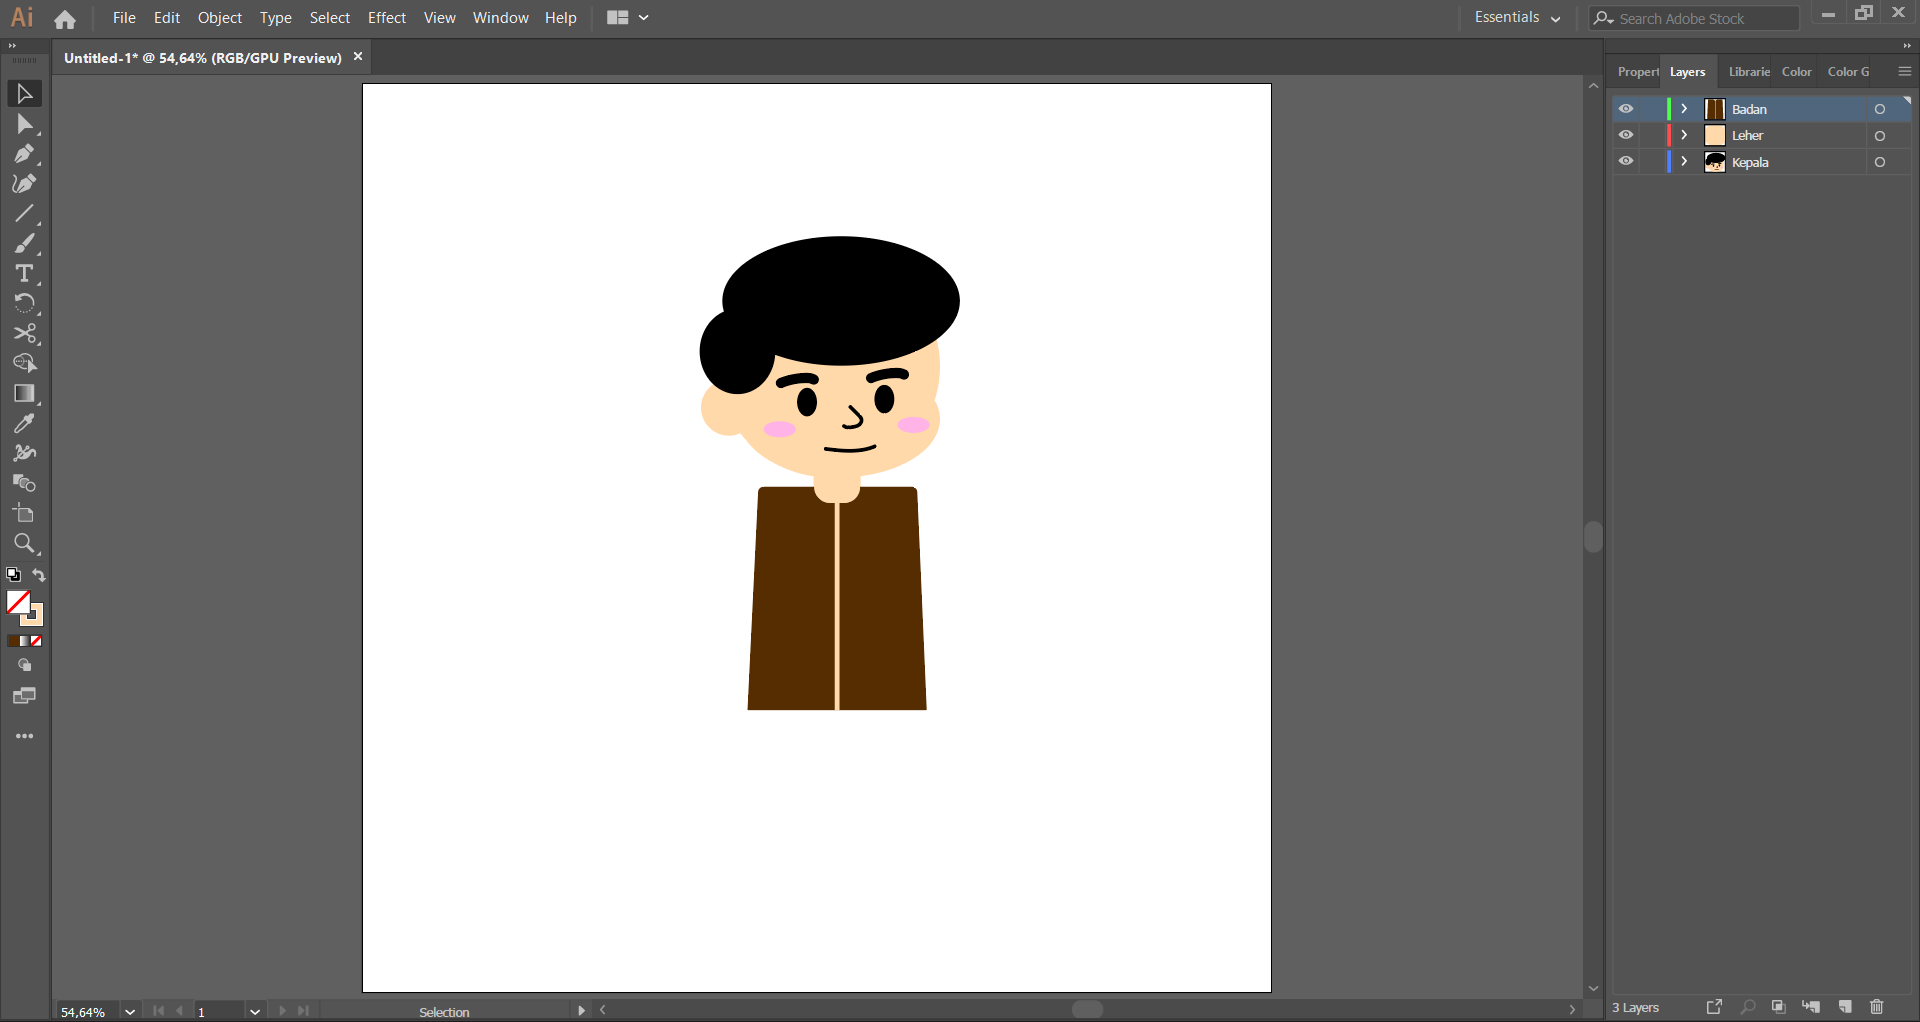 Ai File Edit Object Type Select Effect View Window Help Essentials Search Adobe Stock
Untitled-1* @ 54,64% (RGB/GPU Preview)
Propert Layers Librarie Color Color G
Badan
Leher
Kepala
54,64% 1 Selection
3 Layers